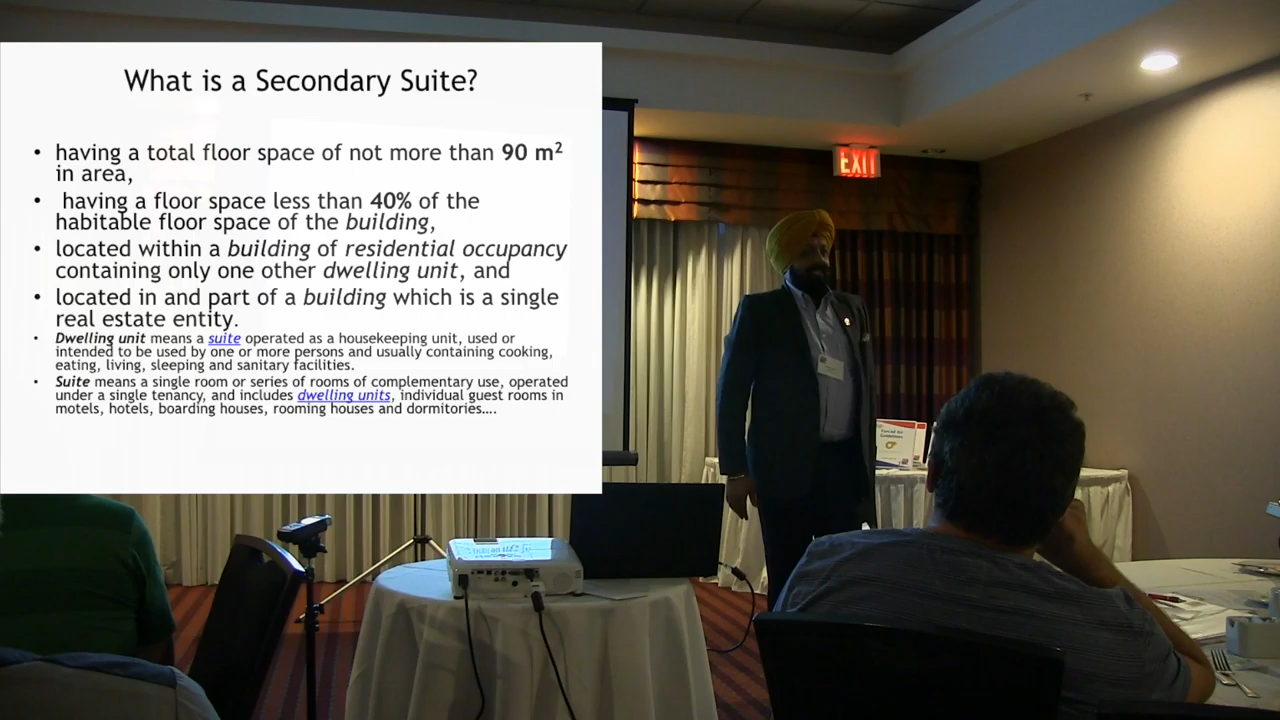 What is a Secondary Suite?
• having a total floor space of not more than 90 m²
in area,
• having a floor space less than 40% of the
habitable floor space of the building,
• located within a building of residential occupancy
containing only one other dwelling unit, and
• located in and part of a building which is a single
real estate entity.
• Dwelling unit means a suite operated as a housekeeping unit, used or
intended to be used by one or more persons and usually containing cooking,
eating, living, sleeping and sanitary facilities.
• Suite means a single room or series of rooms of complementary use, operated
under a single tenancy, and includes dwelling units, individual guest rooms in
motels, hotels, boarding houses, rooming houses and dormitories….
EXIT
Forced Air
Guidelines